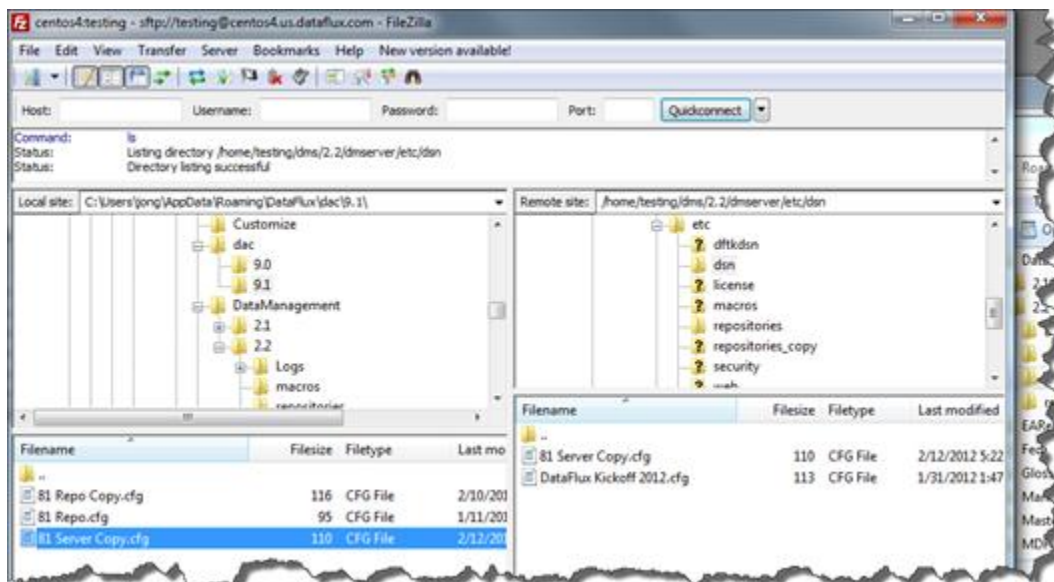 centos4:testing - sftp://testing@centos4.us.dataflux.com - FileZilla
File Edit View Transfer Server Bookmarks Help New version available!
Host: Username: Password: Port: Quickconnect
Command: ls
Status: Listing directory /home/testing/dms/2.2/dmserver/etc/dsn
Status: Directory listing successful
Local site: C:\Users\jong\AppData\Roaming\DataFlux\dac\9.1\
Customize
dac
9.0
9.1
DataManagement
2.1
2.2
Logs
macros
repositories
Filename Filesize Filetype Last mo
..
81 Repo Copy.cfg 116 CFG File 2/10/201
81 Repo.cfg 95 CFG File 1/11/201
81 Server Copy.cfg 110 CFG File 2/12/201
Remote site: /home/testing/dms/2.2/dmserver/etc/dsn
etc
dftkdsn
dsn
license
macros
repositories
repositories_copy
security
web
Filename Filesize Filetype Last modified
..
81 Server Copy.cfg 110 CFG File 2/12/2012 5:22
DataFlux Kickoff 2012.cfg 113 CFG File 1/31/2012 1:47